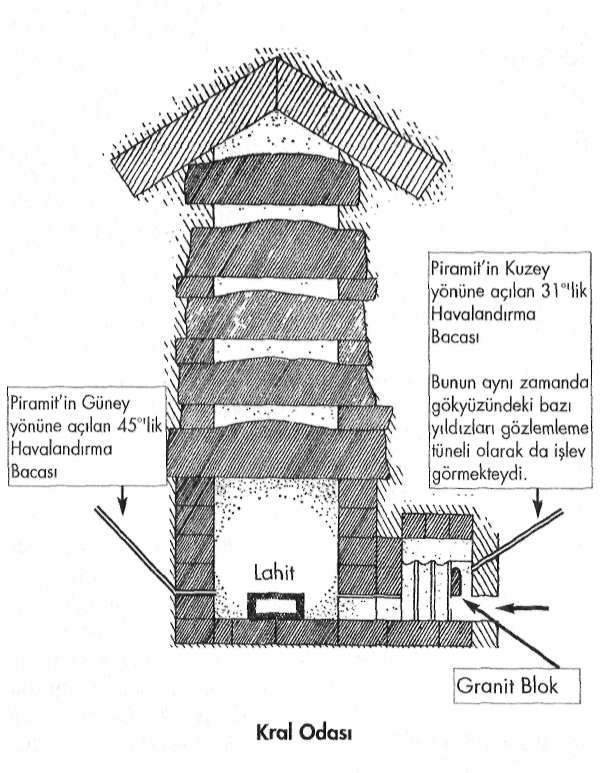 Piramit'in Kuzey
yönüne açılan 31°'lik
Havalandırma
Bacası
Bunun aynı zamanda
gökyüzündeki bazı
yıldızları gözlemleme
tüneli olarak da işlev
görmekteydi.
Piramit'in Güney
yönüne açılan 45°'lik
Havalandırma
Bacası
Lahit
Granit Blok
Kral Odası